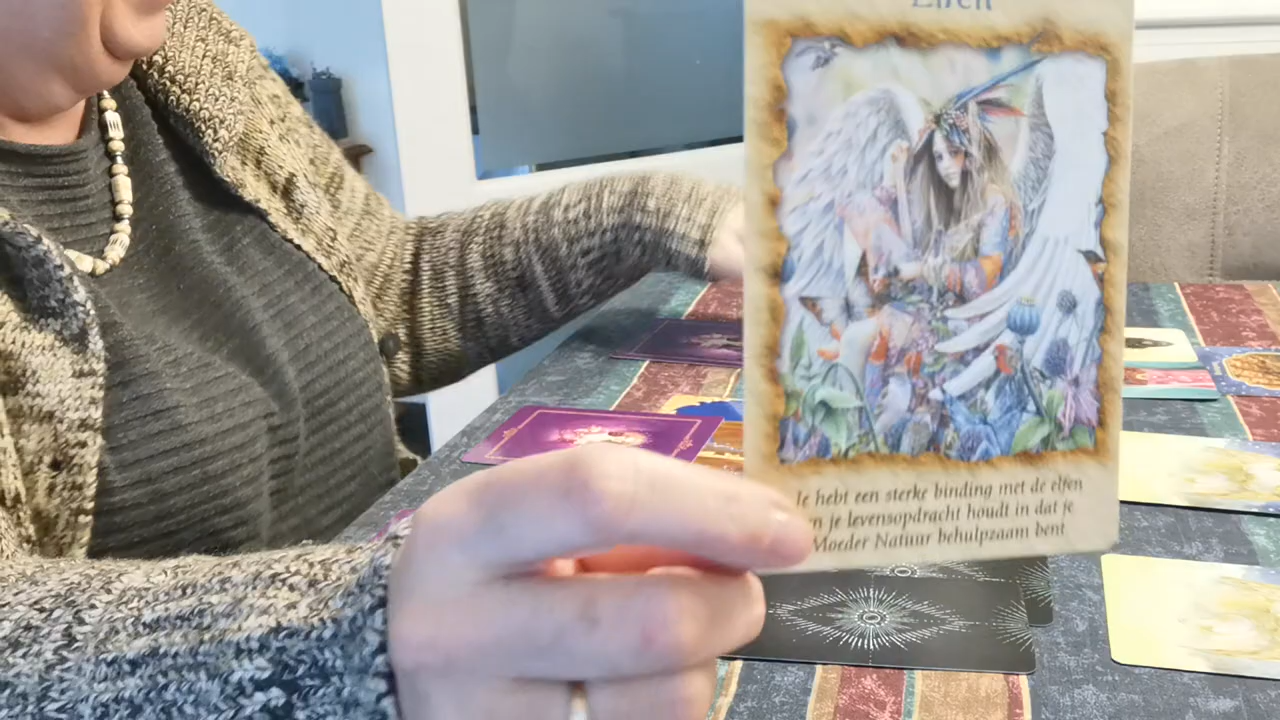 Elfen
Je hebt een sterke binding met de elfen
en je levensopdracht houdt in dat je
Moeder Natuur behulpzaam bent